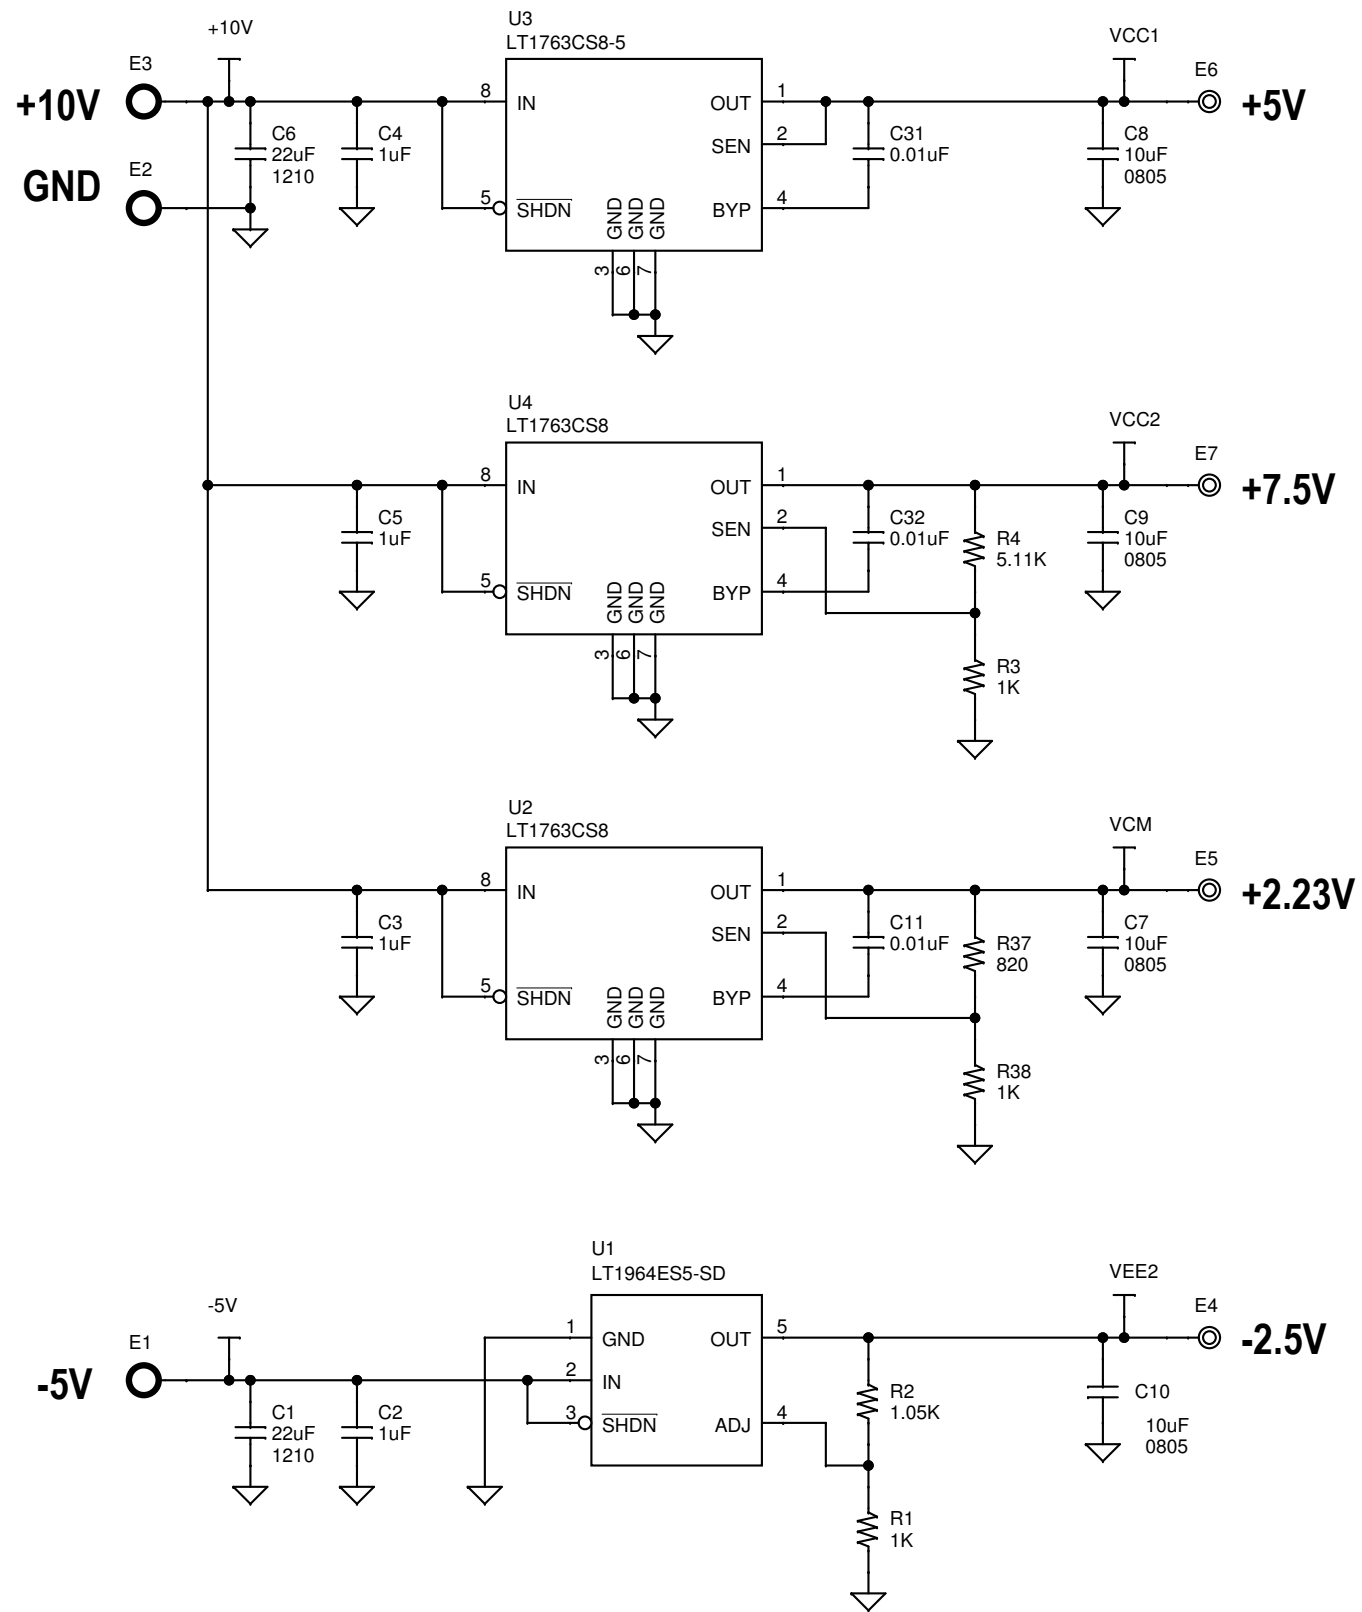 U3
LT1763CS8-5
+10V
E3
+10V
8
IN
OUT
1
VCC1
E6
+5V
C6
22uF
1210
C4
1uF
SEN
2
C31
0.01uF
C8
10uF
0805
E2
GND
5
SHDN
GND
GND
GND
BYP
4
3
6
7
U4
LT1763CS8
8
IN
OUT
1
VCC2
E7
+7.5V
C5
1uF
SEN
2
C32
0.01uF
R4
5.11K
C9
10uF
0805
5
SHDN
GND
GND
GND
BYP
4
3
6
7
R3
1K
U2
LT1763CS8
8
IN
OUT
1
VCM
E5
+2.23V
C3
1uF
SEN
2
C11
0.01uF
R37
820
C7
10uF
0805
5
SHDN
GND
GND
GND
BYP
4
3
6
7
R38
1K
U1
LT1964ES5-SD
-5V
E1
-5V
1
GND
OUT
5
VEE2
E4
-2.5V
2
IN
C1
22uF
1210
C2
1uF
3
SHDN
ADJ
4
R2
1.05K
C10
10uF
0805
R1
1K